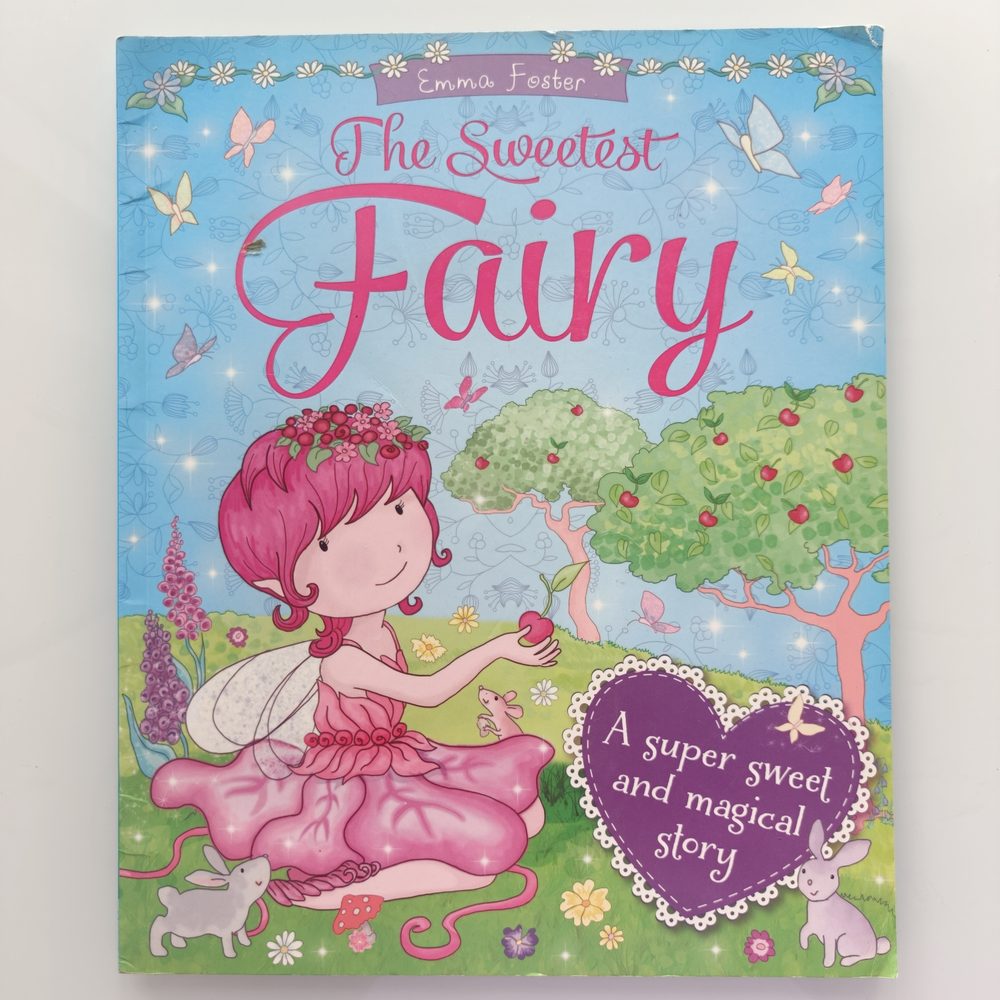 Emma Foster
The Sweetest
Fairy
A super sweet
and magical
story